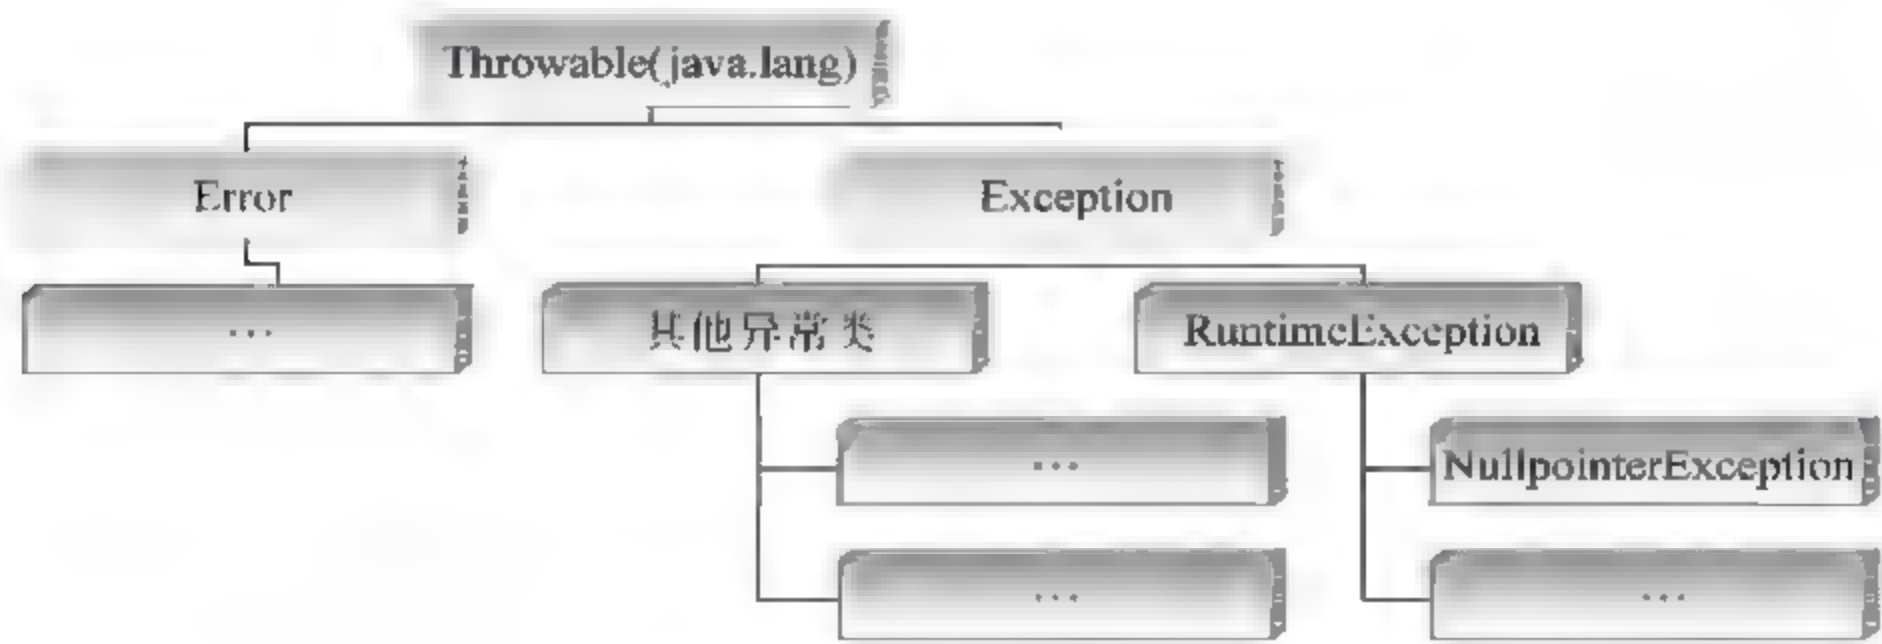 Throwable(java.lang)
Error
Exception
...
其他异常类
RuntimeException
...
NullpointerException
...
...